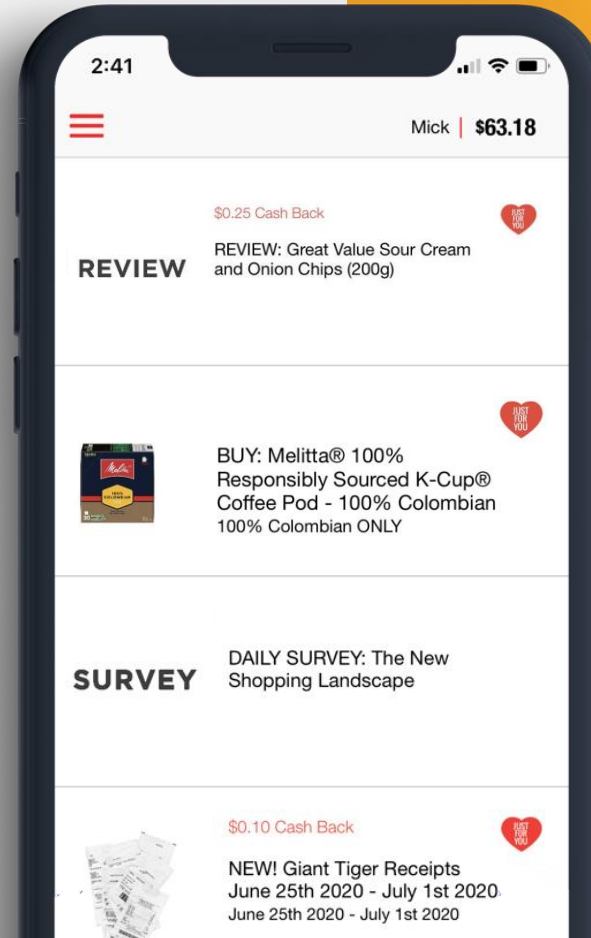 2:41
Mick | $63.18
$0.25 Cash Back
JUST
FOR
YOU
REVIEW
REVIEW: Great Value Sour Cream
and Onion Chips (200g)
JUST
FOR
YOU
Melitta
100%
COLOMBIAN
BUY: Melitta® 100%
Responsibly Sourced K-Cup®
Coffee Pod - 100% Colombian
100% Colombian ONLY
SURVEY
DAILY SURVEY: The New
Shopping Landscape
$0.10 Cash Back
JUST
FOR
YOU
NEW! Giant Tiger Receipts
June 25th 2020 - July 1st 2020
June 25th 2020 - July 1st 2020